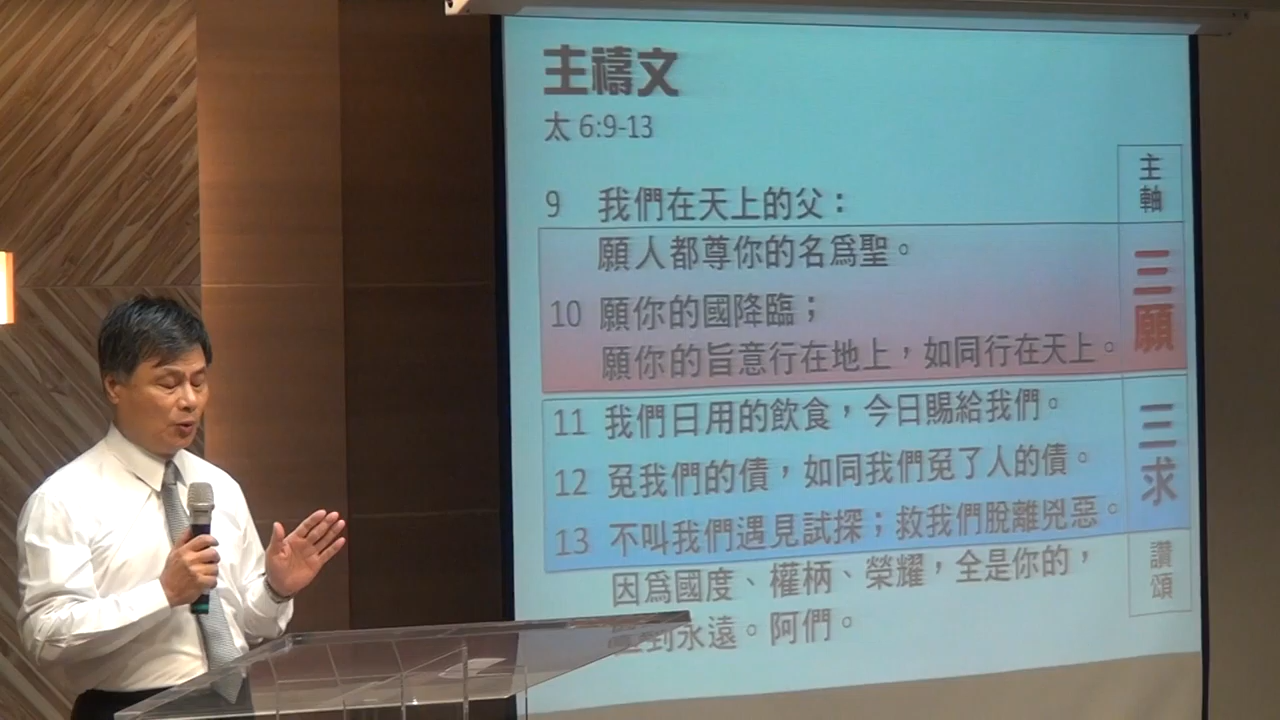 主禱文
太 6:9-13
主軸
9 我們在天上的父：
願人都尊你的名為聖。
10 願你的國降臨；
願你的旨意行在地上，如同行在天上。
三願
11 我們日用的飲食，今日賜給我們。
12 免我們的債，如同我們免了人的債。
13 不叫我們遇見試探；救我們脫離兇惡。
三求
因為國度、權柄、榮耀，全是你的，
到永遠。阿們。
讚頌